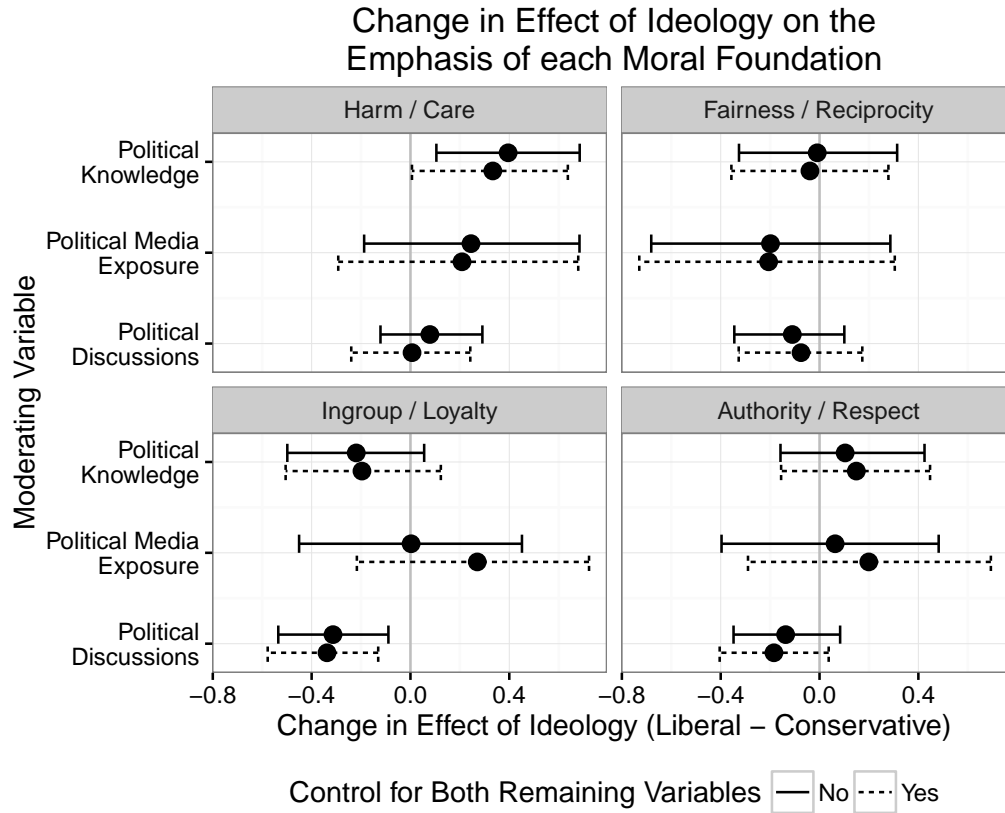 Change in Effect of Ideology on the
Emphasis of each Moral Foundation
Harm / Care
Fairness / Reciprocity
Political
Knowledge
Political Media
Exposure
Political
Discussions
Ingroup / Loyalty
Authority / Respect
Political
Knowledge
Political Media
Exposure
Political
Discussions
Moderating Variable
−0.8 −0.4 0.0 0.4 −0.8 −0.4 0.0 0.4
Change in Effect of Ideology (Liberal − Conservative)
Control for Both Remaining Variables No Yes